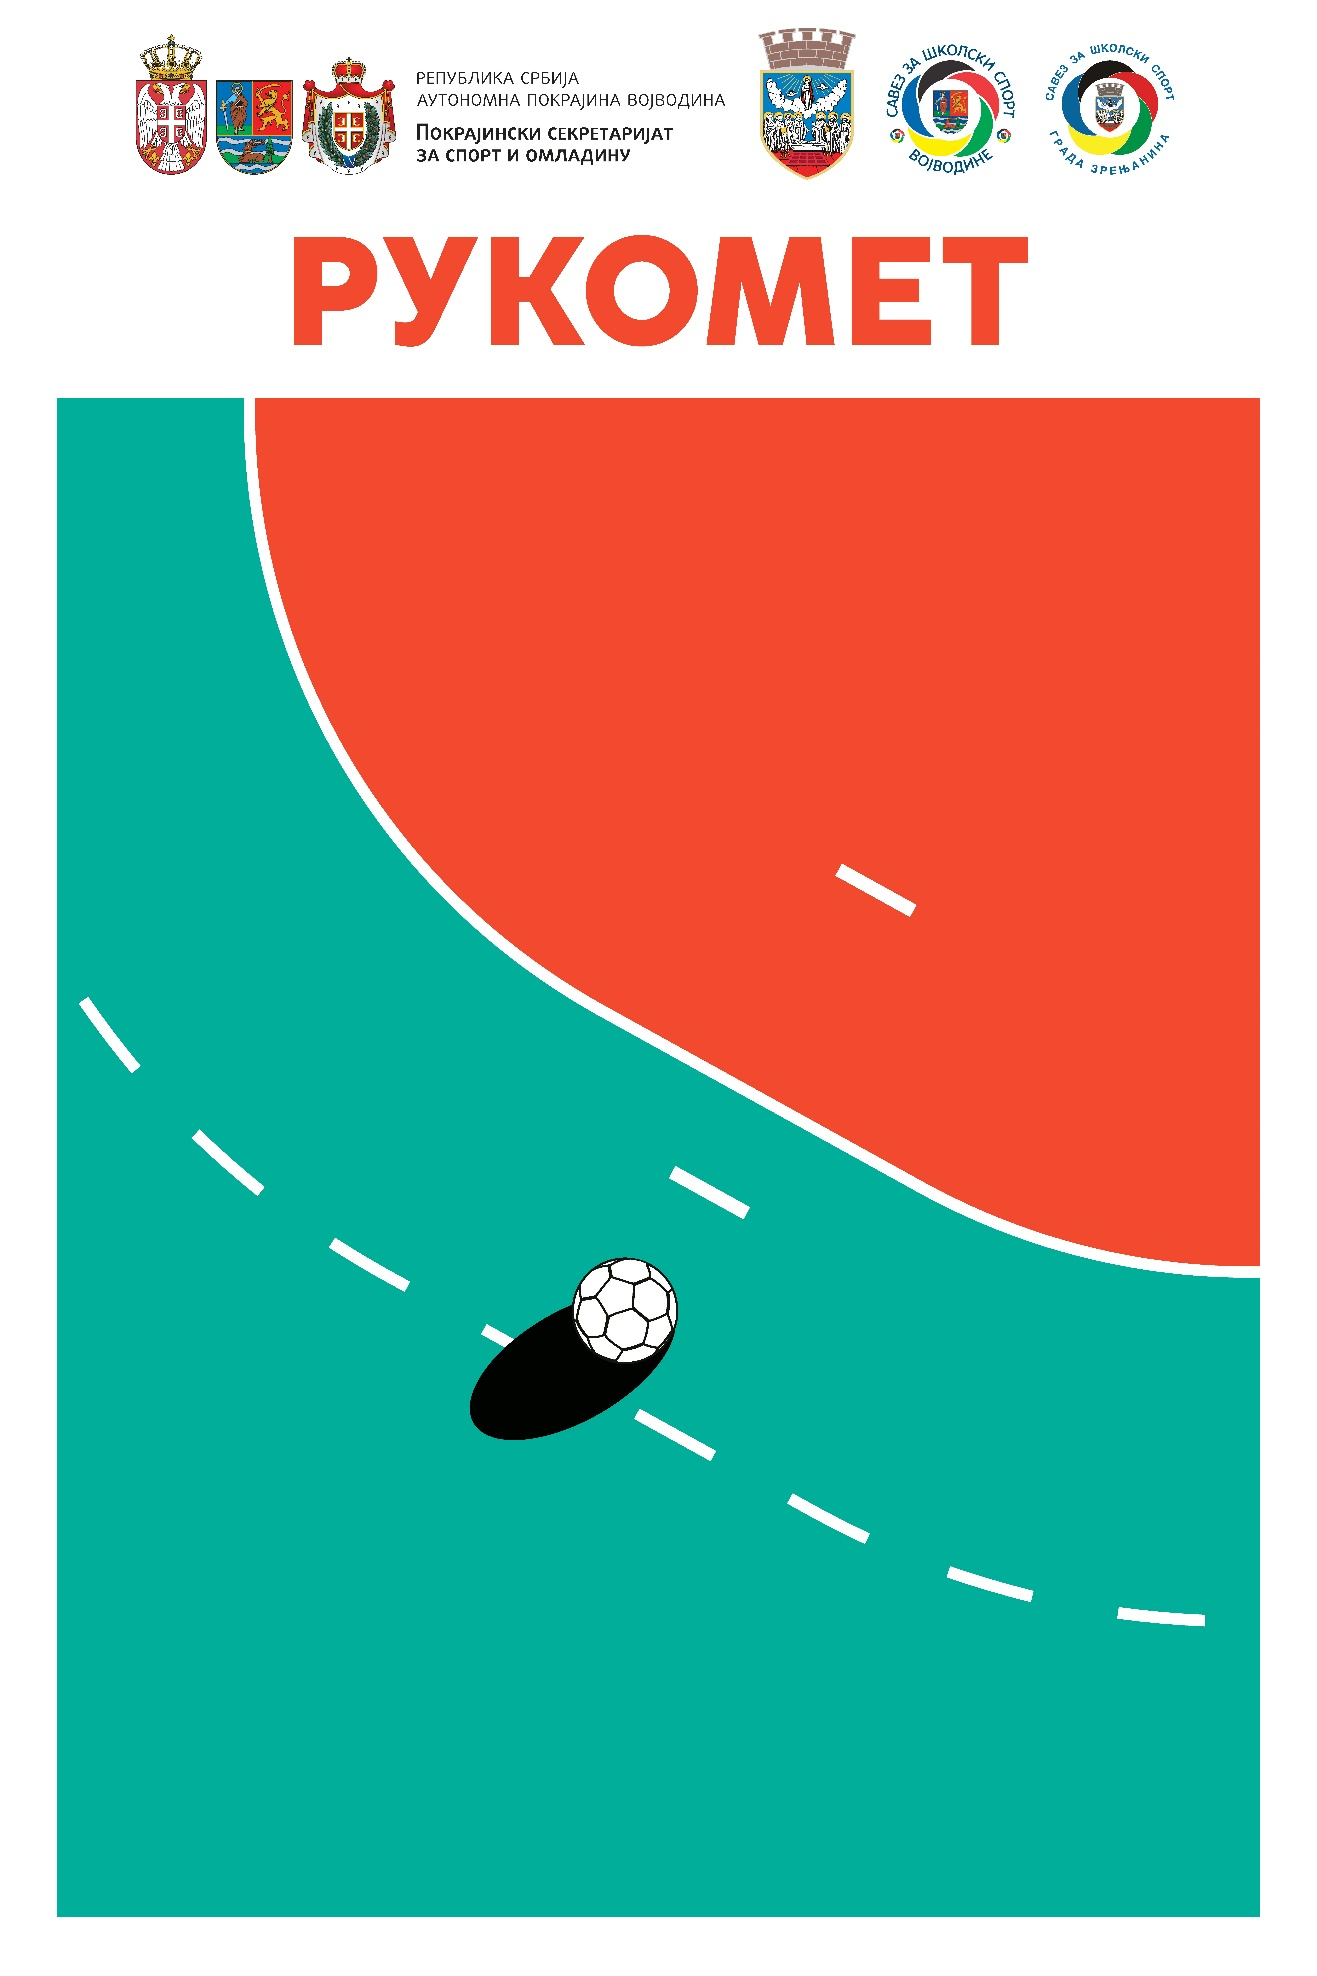 РЕПУБЛИКА СРБИЈА
АУТОНОМНА ПОКРАЈИНА ВОЈВОДИНА
ПОКРАЈИНСКИ СЕКРЕТАРИЈАТ
ЗА СПОРТ И ОМЛАДИНУ
САВЕЗ ЗА ШКОЛСКИ СПОРТ
ВОЈВОДИНЕ
САВЕЗ ЗА ШКОЛСКИ СПОРТ
ГРАДА ЗРЕЊАНИНА
РУКОМЕТ